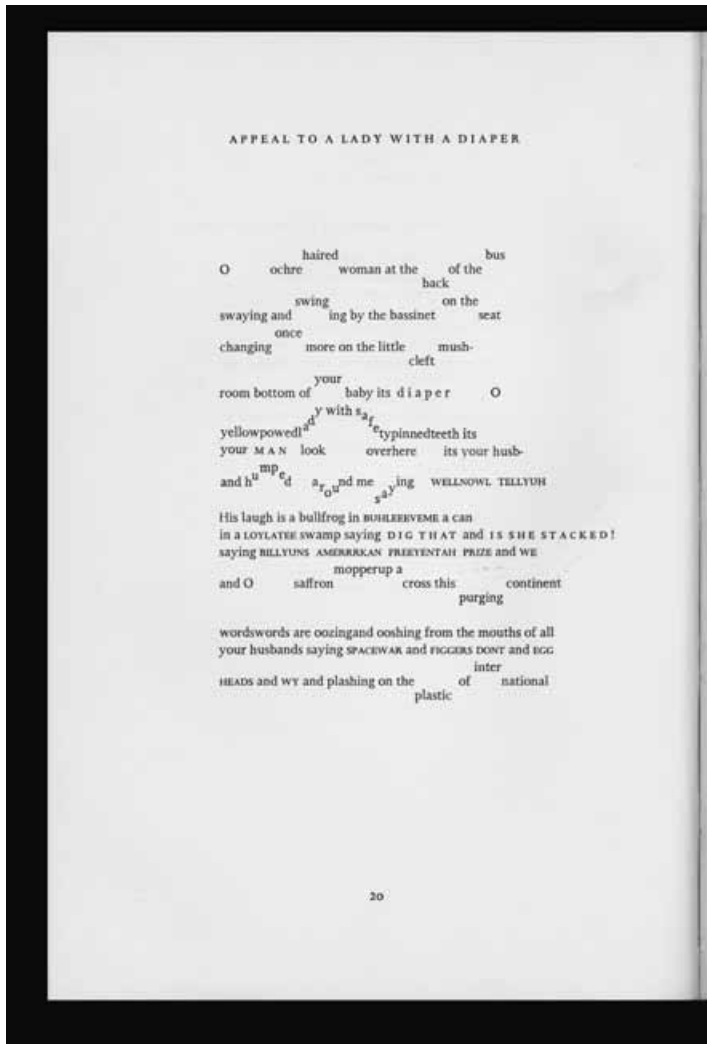 APPEAL TO A LADY WITH A DIAPER
haired bus
O ochre woman at the of the
back
swing on the
swaying and ing by the bassinet seat
once
changing more on the little mush-
cleft
your
room bottom of baby its diaper O
yellowpowedlady with safetypinnedteeth its
your MAN look overhere its your husb-
and humped around me saying WELLNOWL TELLYUH
His laugh is a bullfrog in BUHLEEEVEME a can
in a LOYLATEE swamp saying DIG THAT and IS SHE STACKED!
saying BILLYUNS AMERRRKAN FREEYENTAH PRIZE and WE
mopperup a
and O saffron cross this continent
purging
wordswords are oozingand ooshing from the mouths of all
your husbands saying SPACEWAR and FIGGERS DONT and EGG
inter
HEADS and WY and plashing on the of national
plastic
20